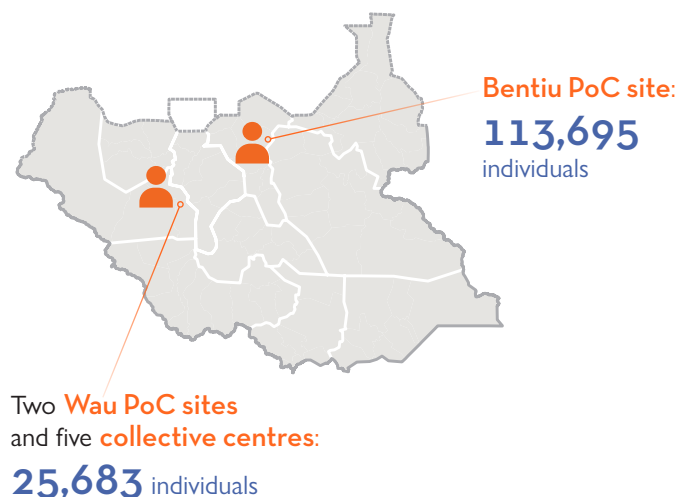 Bentiu PoC site:
113,695
individuals
Two Wau PoC sites
and five collective centres:
25,683 individuals